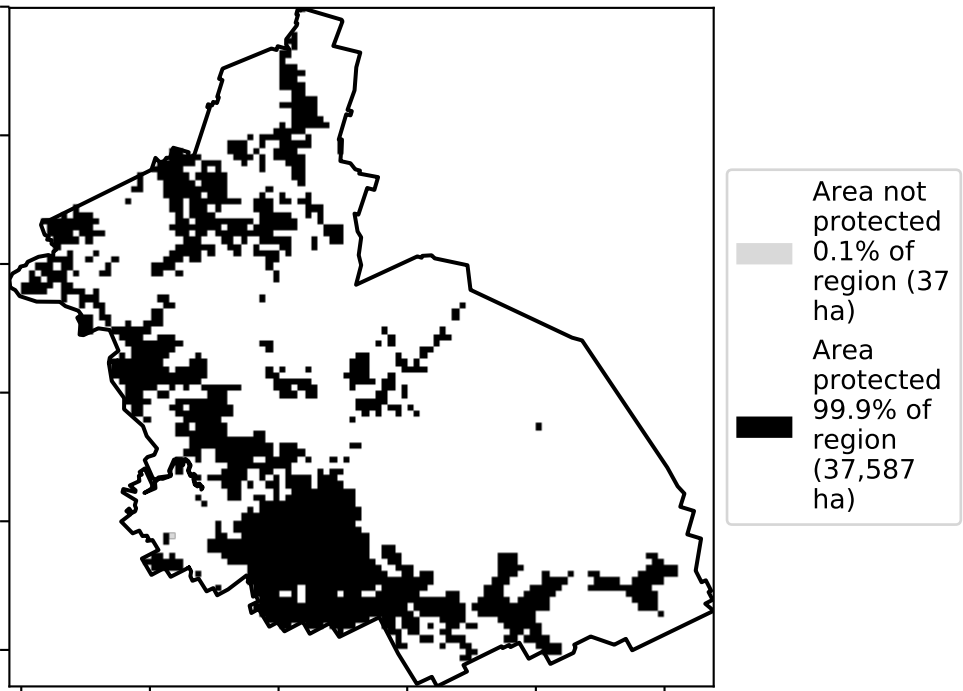 Area not
protected
0.1% of
region (37
ha)
Area
protected
99.9% of
region
(37,587
ha)